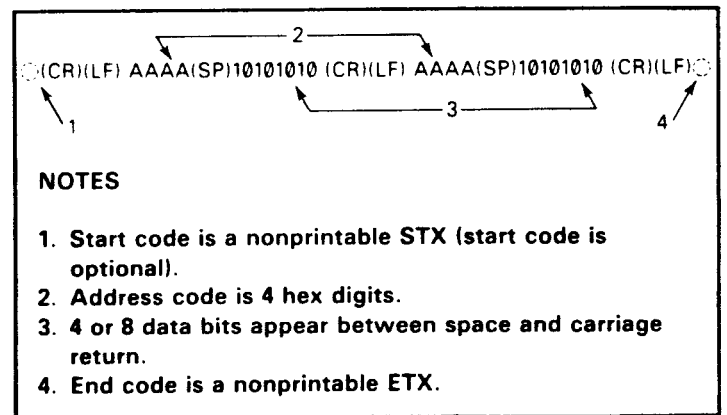 2
(CR)(LF) AAAA(SP)10101010 (CR)(LF) AAAA(SP)10101010 (CR)(LF)
1 3 4
NOTES
1. Start code is a nonprintable STX (start code is
optional).
2. Address code is 4 hex digits.
3. 4 or 8 data bits appear between space and carriage
return.
4. End code is a nonprintable ETX.